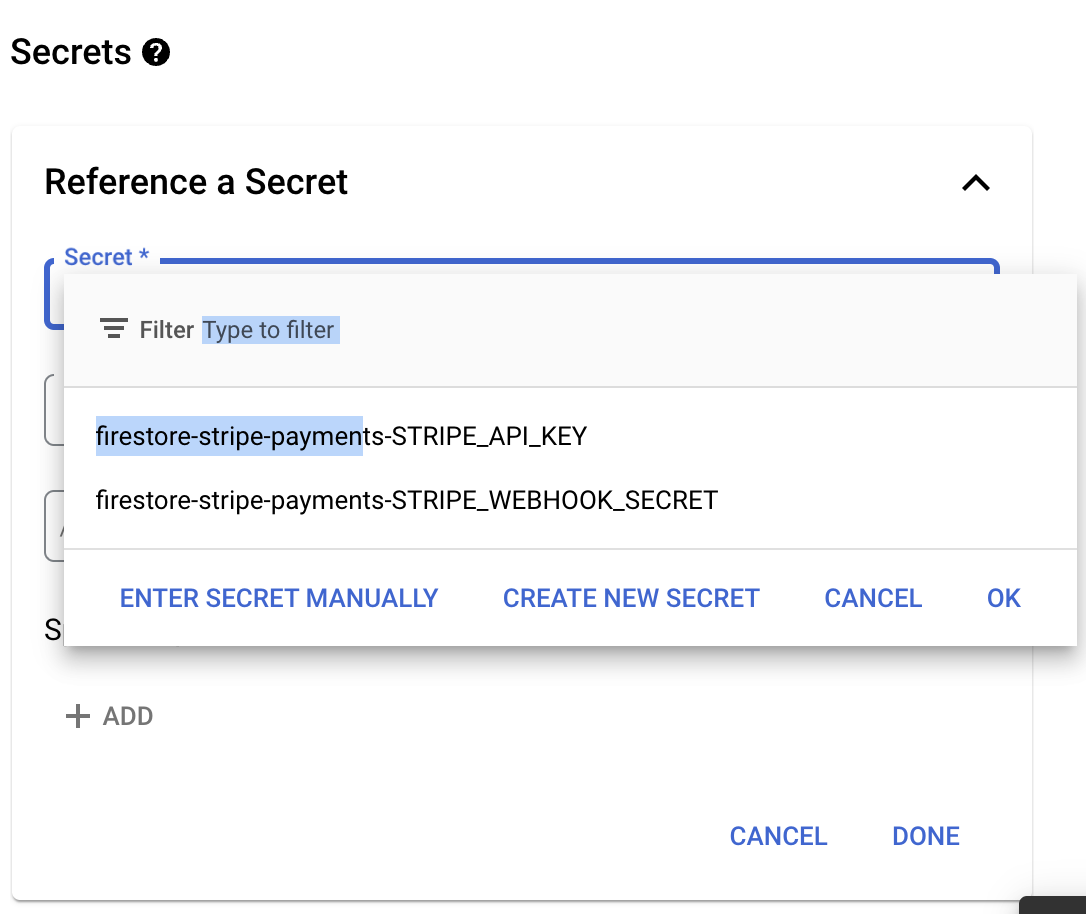 Secrets
Reference a Secret
Secret *
Filter Type to filter
firestore-stripe-payments-STRIPE_API_KEY
firestore-stripe-payments-STRIPE_WEBHOOK_SECRET
ENTER SECRET MANUALLY CREATE NEW SECRET CANCEL OK
S
+ ADD
CANCEL DONE